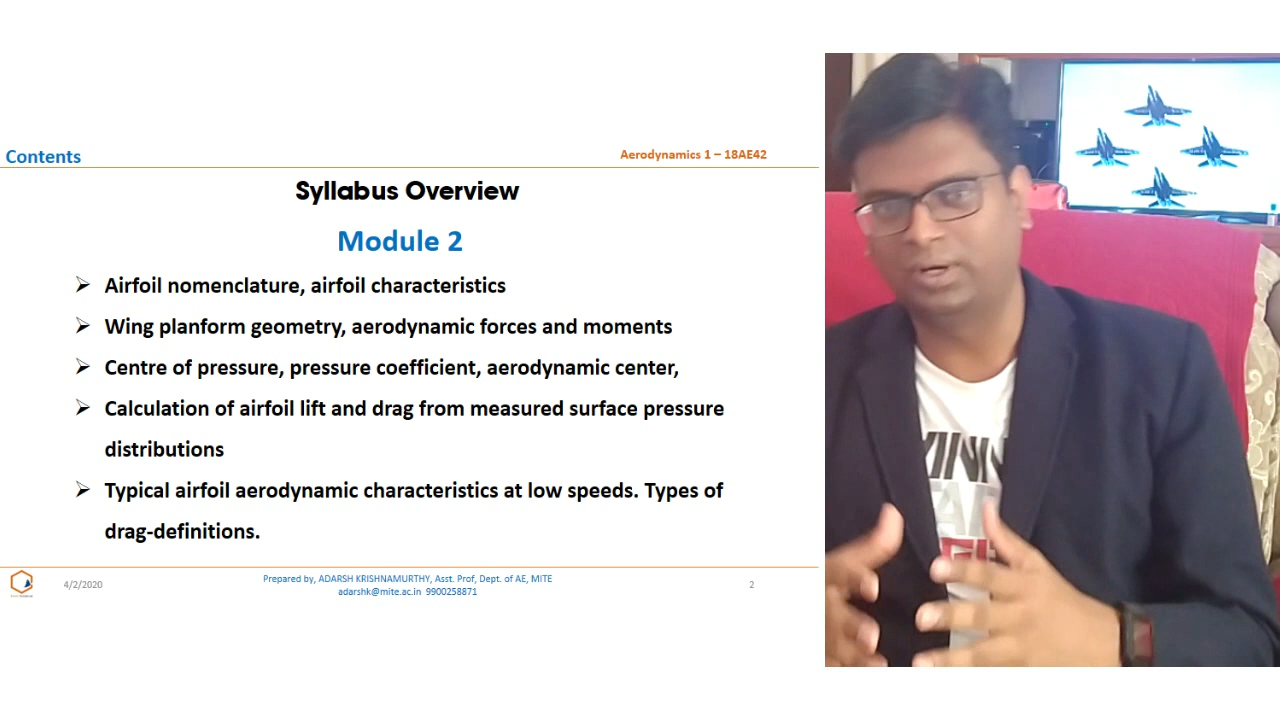 Contents
Aerodynamics 1 – 18AE42
Syllabus Overview
Module 2
Airfoil nomenclature, airfoil characteristics
Wing planform geometry, aerodynamic forces and moments
Centre of pressure, pressure coefficient, aerodynamic center,
Calculation of airfoil lift and drag from measured surface pressure
distributions
Typical airfoil aerodynamic characteristics at low speeds. Types of
drag-definitions.
4/2/2020
Prepared by, ADARSH KRISHNAMURTHY, Asst. Prof, Dept. of AE, MITE
adarshk@mite.ac.in 9900258871
2